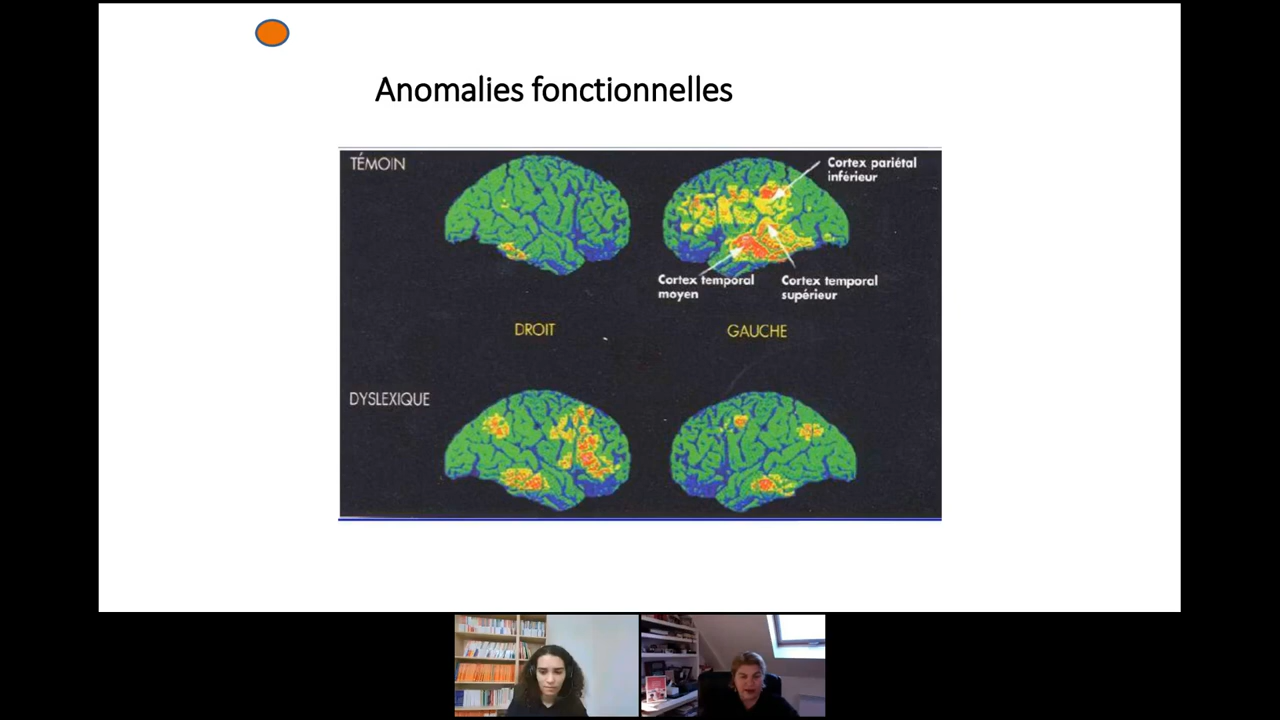 Anomalies fonctionnelles
TÉMOIN
Cortex pariétal
inférieur
Cortex temporal
moyen
Cortex temporal
supérieur
DROIT
GAUCHE
DYSLEXIQUE